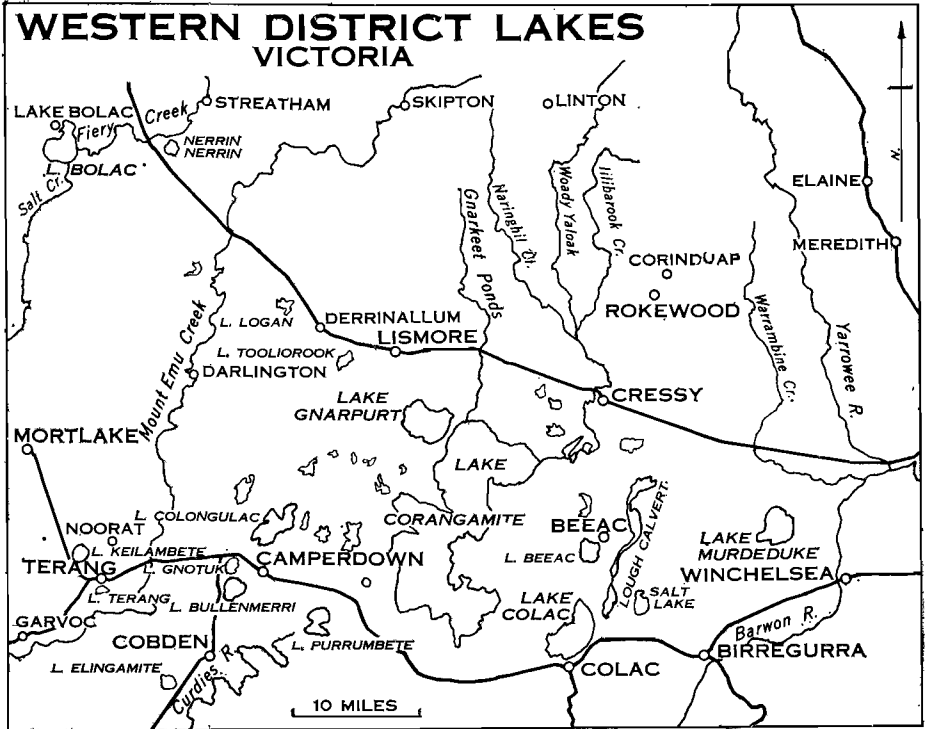 WESTERN DISTRICT LAKES
VICTORIA
LAKE BOLAC
Fiery Creek
STREATHAM
SKIPTON
LINTON
NERRIN
NERRIN
L. BOLAC
Salt Cr.
N.
ELAINE
MEREDITH
Gnarkeet Ponds
Naringhil Ch.
Woady Yaloak
Illibarook Cr.
CORINDUAP
ROKEWOOD
Warrambine Cr.
Yarrowee R.
Mount Emu Creek
L. LOGAN
DERRINALLUM
LISMORE
L. TOOLIOROOK
DARLINGTON
LAKE
GNARPURT
CRESSY
MORTLAKE
LAKE
CORANGAMITE
L. COLONGULAC
NOORAT
L. KEILAMBETE
TERANG
L. GNOTUK
CAMPERDOWN
BEEAC
L. BEEAC
LOUGH CALVERT.
LAKE
MURDEDUKE
WINCHELSEA
L. TERANG
L. BULLENMERRI
LAKE
COLAC
SALT
LAKE
GARVOC
COBDEN
L. PURRUMBETE
Barwon R.
BIRREGURRA
L. ELINGAMITE
Curdies R.
COLAC
10 MILES